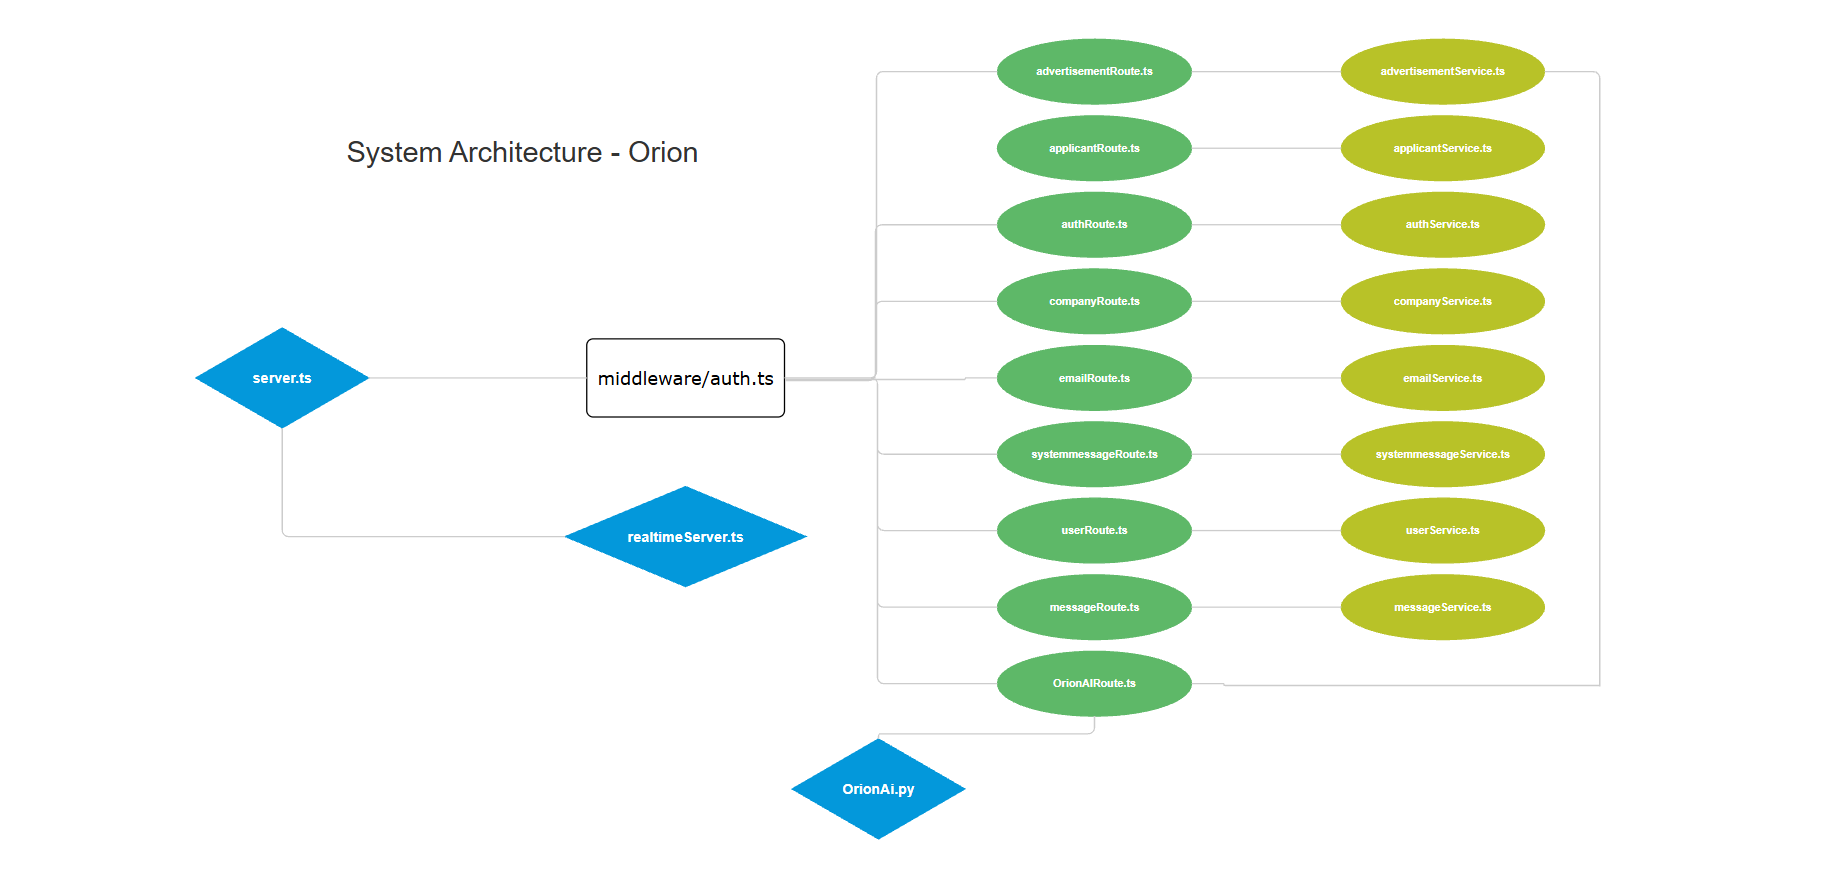 System Architecture - Orion
server.ts
middleware/auth.ts
realtimeServer.ts
advertisementRoute.ts
advertisementService.ts
applicantRoute.ts
applicantService.ts
authRoute.ts
authService.ts
companyRoute.ts
companyService.ts
emailRoute.ts
emailService.ts
systemmessageRoute.ts
systemmessageService.ts
userRoute.ts
userService.ts
messageRoute.ts
messageService.ts
OrionAIRoute.ts
OrionAi.py